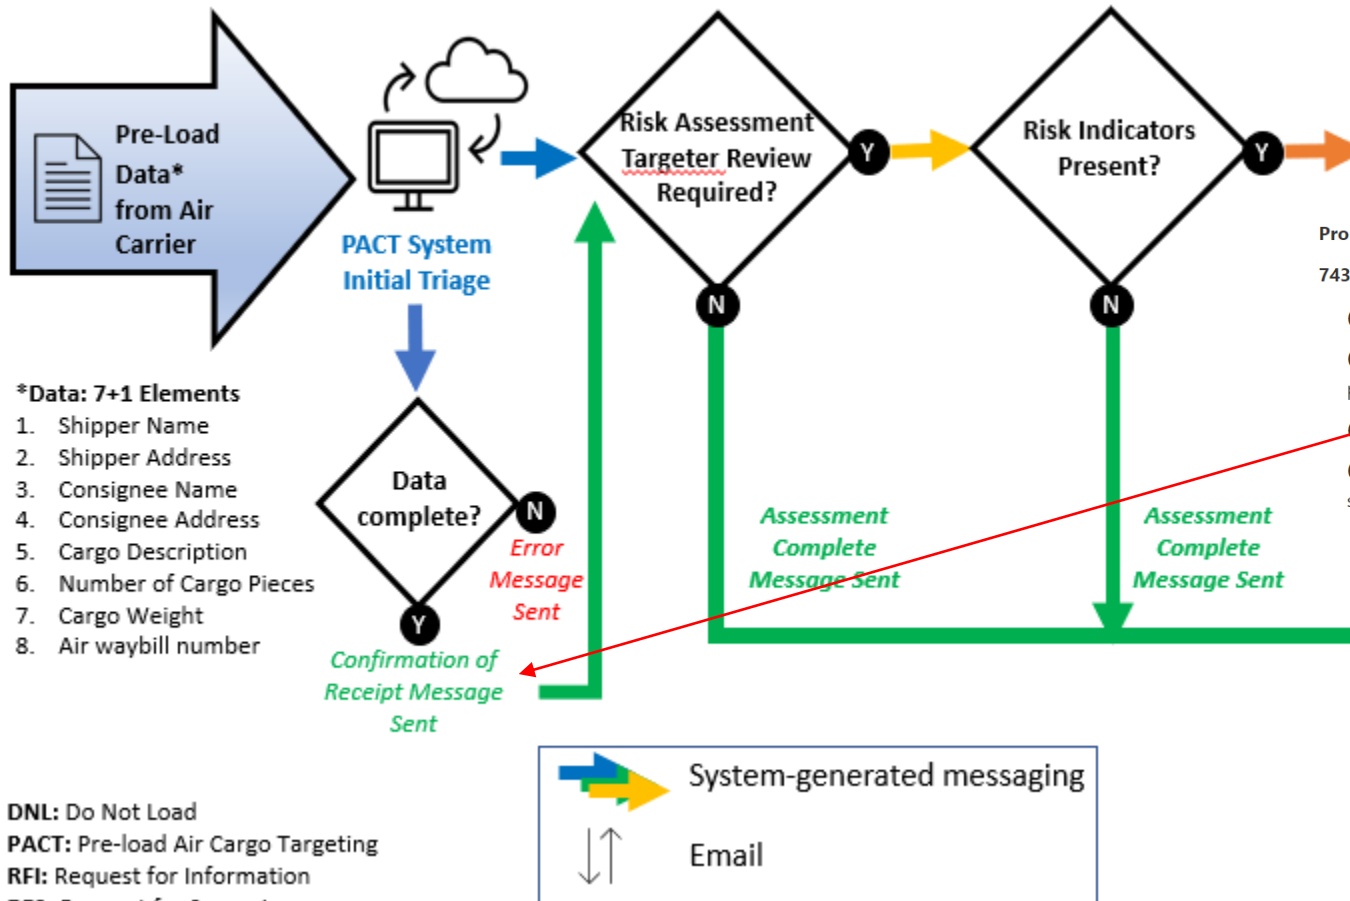 Pre-Load
Data*
from Air
Carrier
PACT System
Initial Triage
Risk Assessment
Targeter Review
Required?
Y
N
Risk Indicators
Present?
Y
N
Pro
743
*Data: 7+1 Elements
1. Shipper Name
2. Shipper Address
3. Consignee Name
4. Consignee Address
5. Cargo Description
6. Number of Cargo Pieces
7. Cargo Weight
8. Air waybill number
Data
complete?
N
Error
Message
Sent
Y
Confirmation of
Receipt Message
Sent
Assessment
Complete
Message Sent
Assessment
Complete
Message Sent
System-generated messaging
Email
DNL: Do Not Load
PACT: Pre-load Air Cargo Targeting
RFI: Request for Information